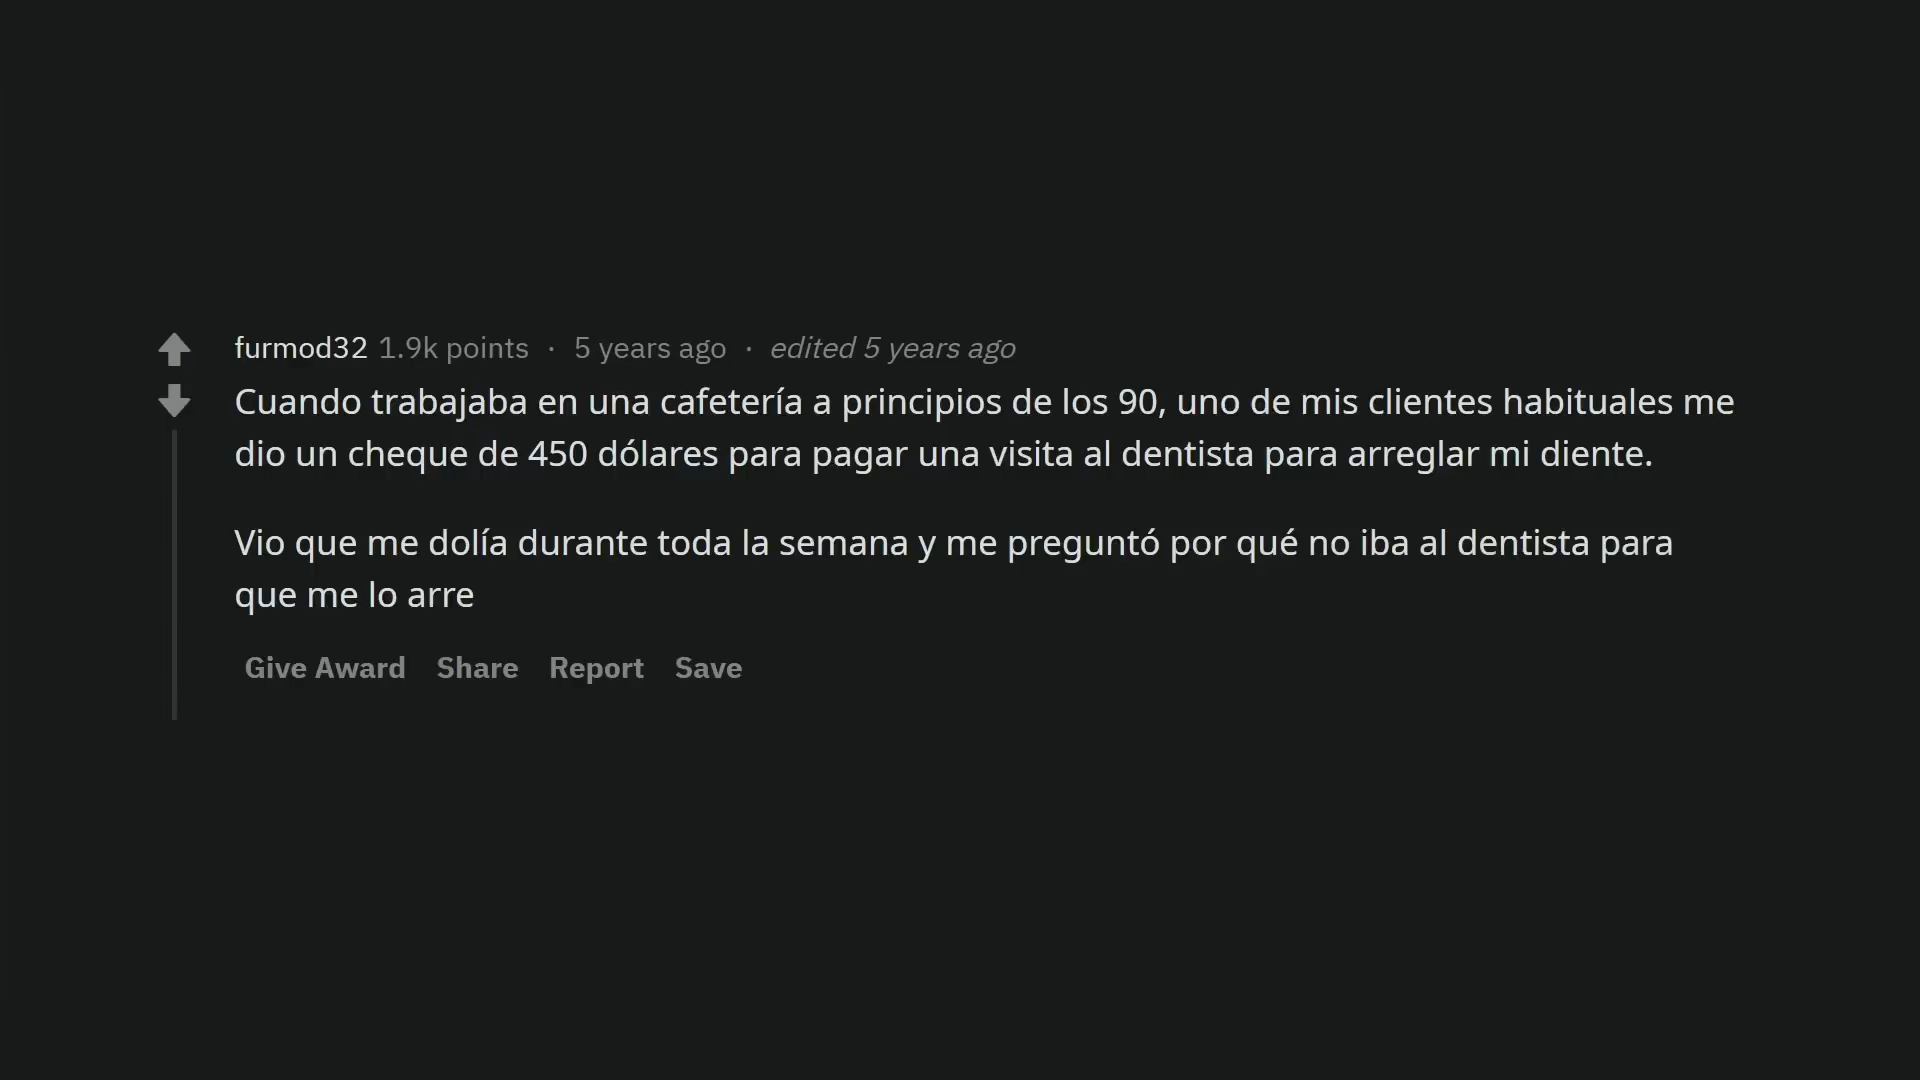 furmod32 1.9k points · 5 years ago · edited 5 years ago
Cuando trabajaba en una cafetería a principios de los 90, uno de mis clientes habituales me
dio un cheque de 450 dólares para pagar una visita al dentista para arreglar mi diente.
Vio que me dolía durante toda la semana y me preguntó por qué no iba al dentista para
que me lo arre
Give Award Share Report Save